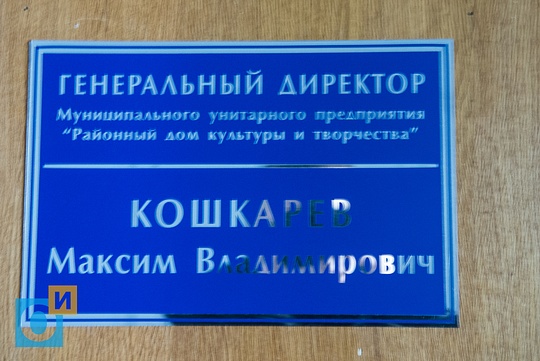 ГЕНЕРАЛЬНЫЙ ДИРЕКТОР
Муниципального унитарного предприятия
“Районный дом культуры и творчества”
КОШКАРЕВ
Максим Владимирович
И